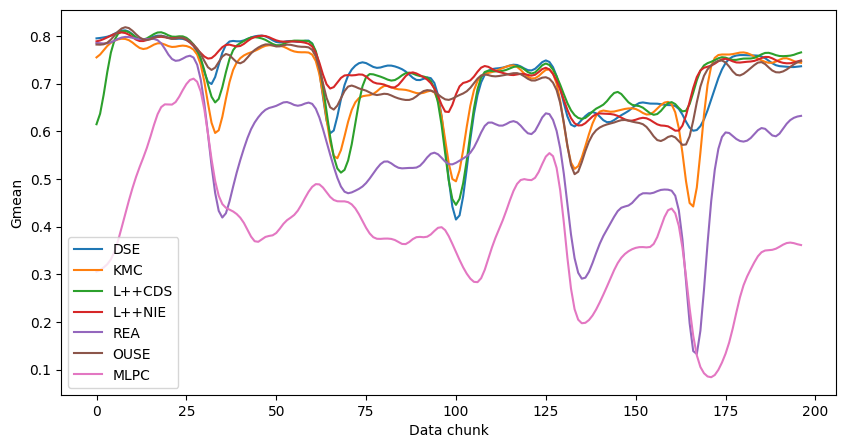 Gmean
0.8
0.7
0.6
0.5
0.4
0.3
0.2
0.1
DSE
KMC
L++CDS
L++NIE
REA
OUSE
MLPC
0 25 50 75 100 125 150 175 200
Data chunk